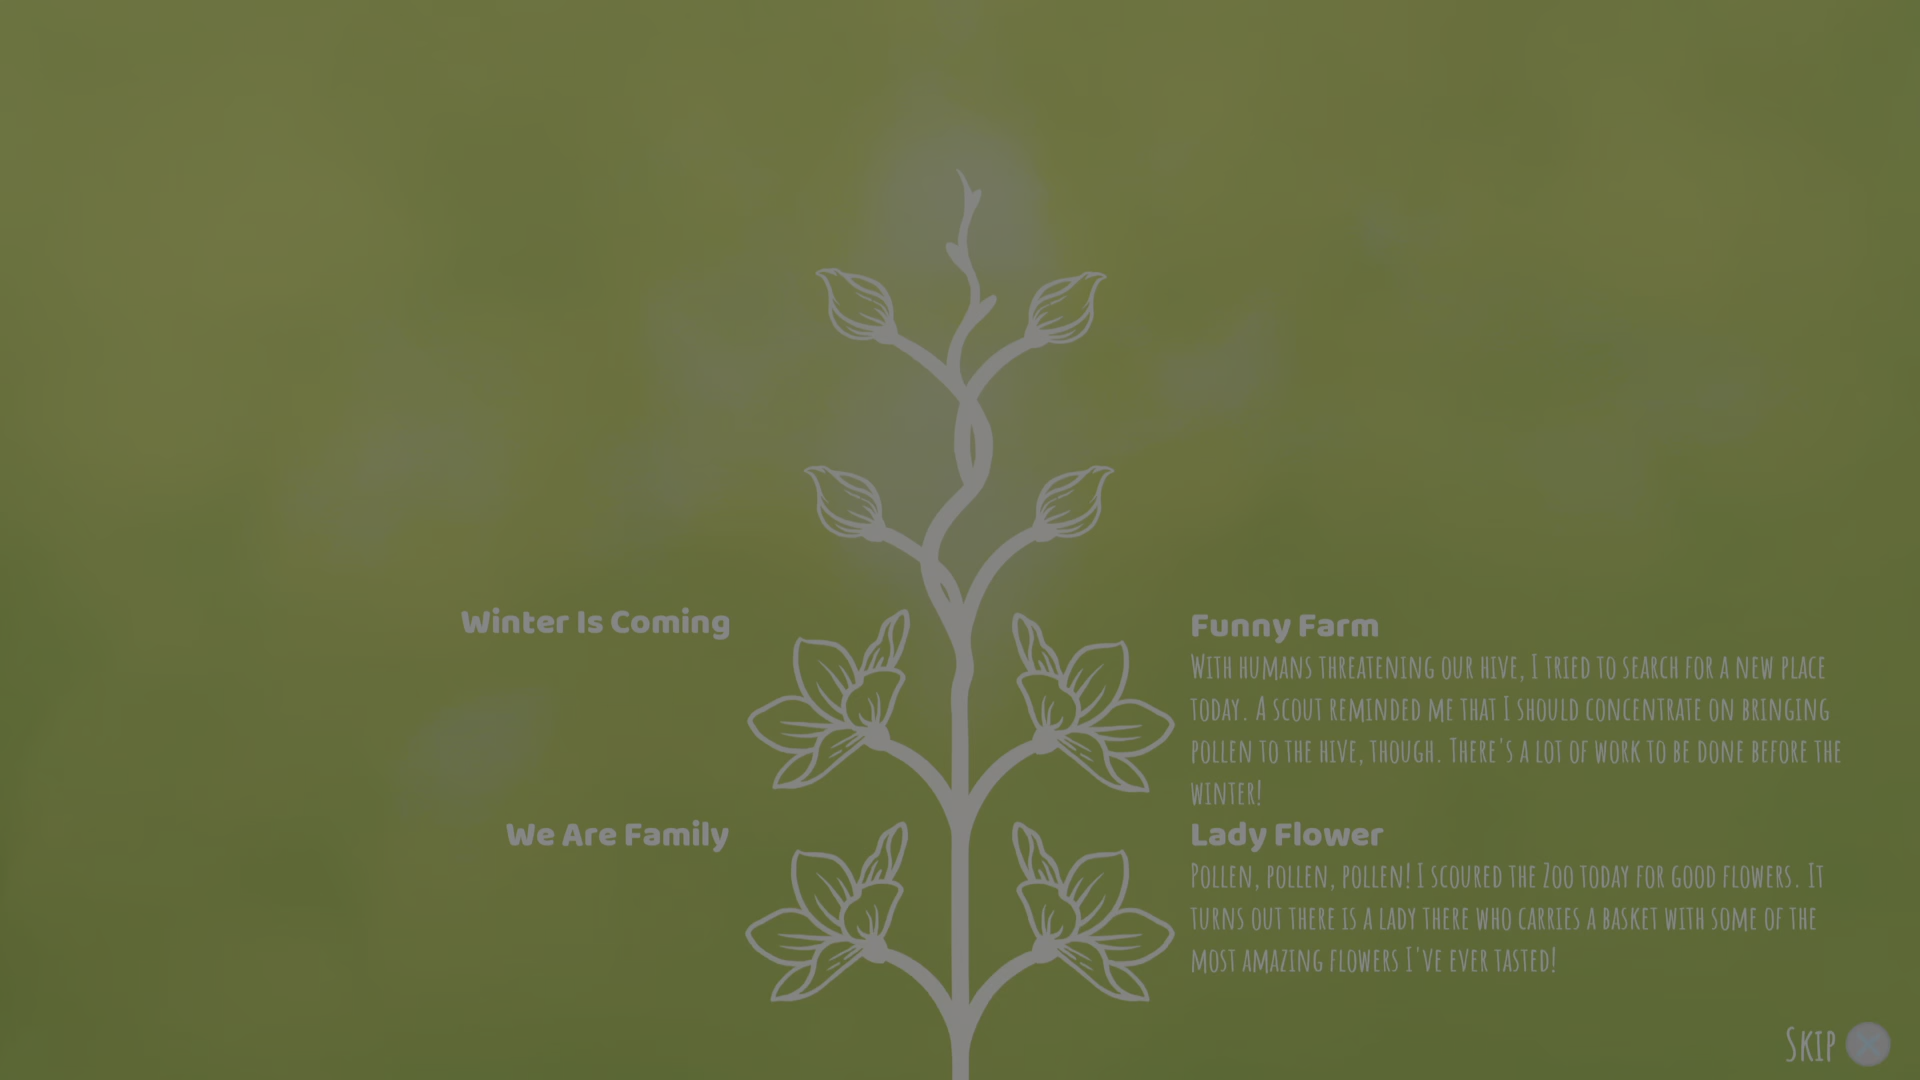 Winter Is Coming
Funny Farm
With humans threatening our hive, I tried to search for a new place
today. A scout reminded me that I should concentrate on bringing
pollen to the hive, though. There's a lot of work to be done before the
winter!
We Are Family
Lady Flower
Pollen, pollen, pollen! I scoured the Zoo today for good flowers. It
turns out there is a lady there who carries a basket with some of the
most amazing flowers I've ever tasted!
Skip